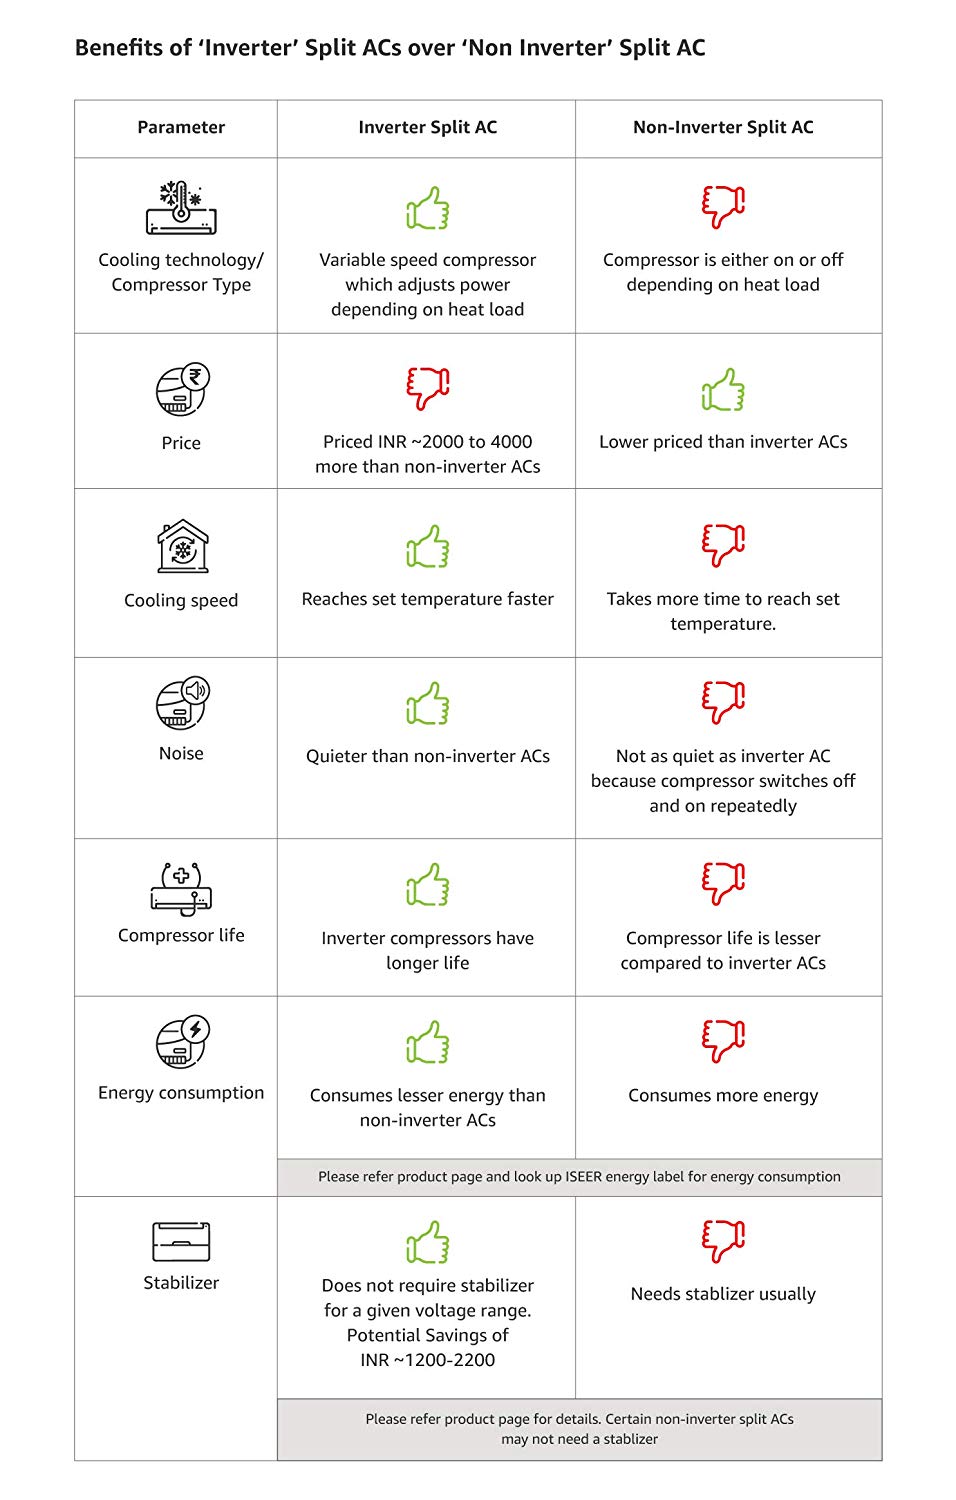 Benefits of ‘Inverter’ Split ACs over ‘Non Inverter’ Split AC
Parameter
Inverter Split AC
Non-Inverter Split AC
Cooling technology/
Compressor Type
Variable speed compressor
which adjusts power
depending on heat load
Compressor is either on or off
depending on heat load
₹
Price
Priced INR ~2000 to 4000
more than non-inverter ACs
Lower priced than inverter ACs
Cooling speed
Reaches set temperature faster
Takes more time to reach set
temperature.
Noise
Quieter than non-inverter ACs
Not as quiet as inverter AC
because compressor switches off
and on repeatedly
Compressor life
Inverter compressors have
longer life
Compressor life is lesser
compared to inverter ACs
Energy consumption
Consumes lesser energy than
non-inverter ACs
Consumes more energy
Please refer product page and look up ISEER energy label for energy consumption
Stabilizer
Does not require stabilizer
for a given voltage range.
Potential Savings of
INR ~1200-2200
Needs stablizer usually
Please refer product page for details. Certain non-inverter split ACs
may not need a stablizer